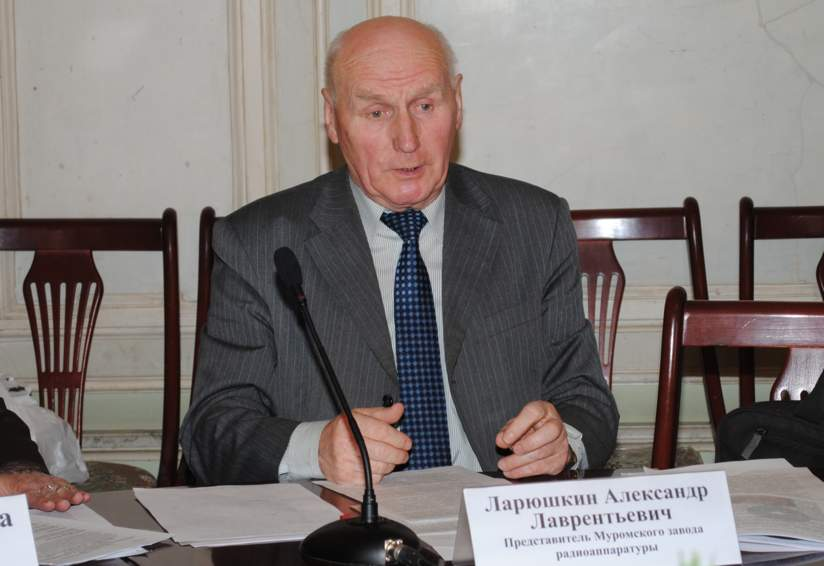 Ларюшкин Александр
Лаврентьевич
Представитель Муромского завода
радиоаппаратуры
а